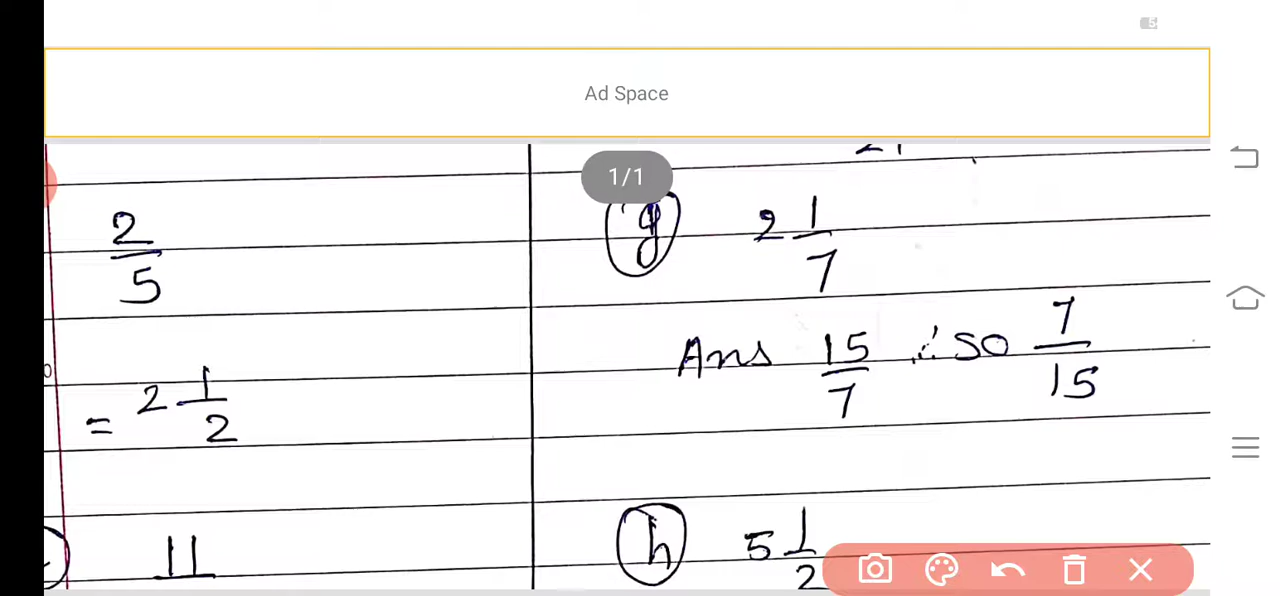 5
Ad Space
1/1
2/5
= 2 1/2
11
g 2 1/7
Ans 15/7 ∴ so 7/15
h 5 1/2